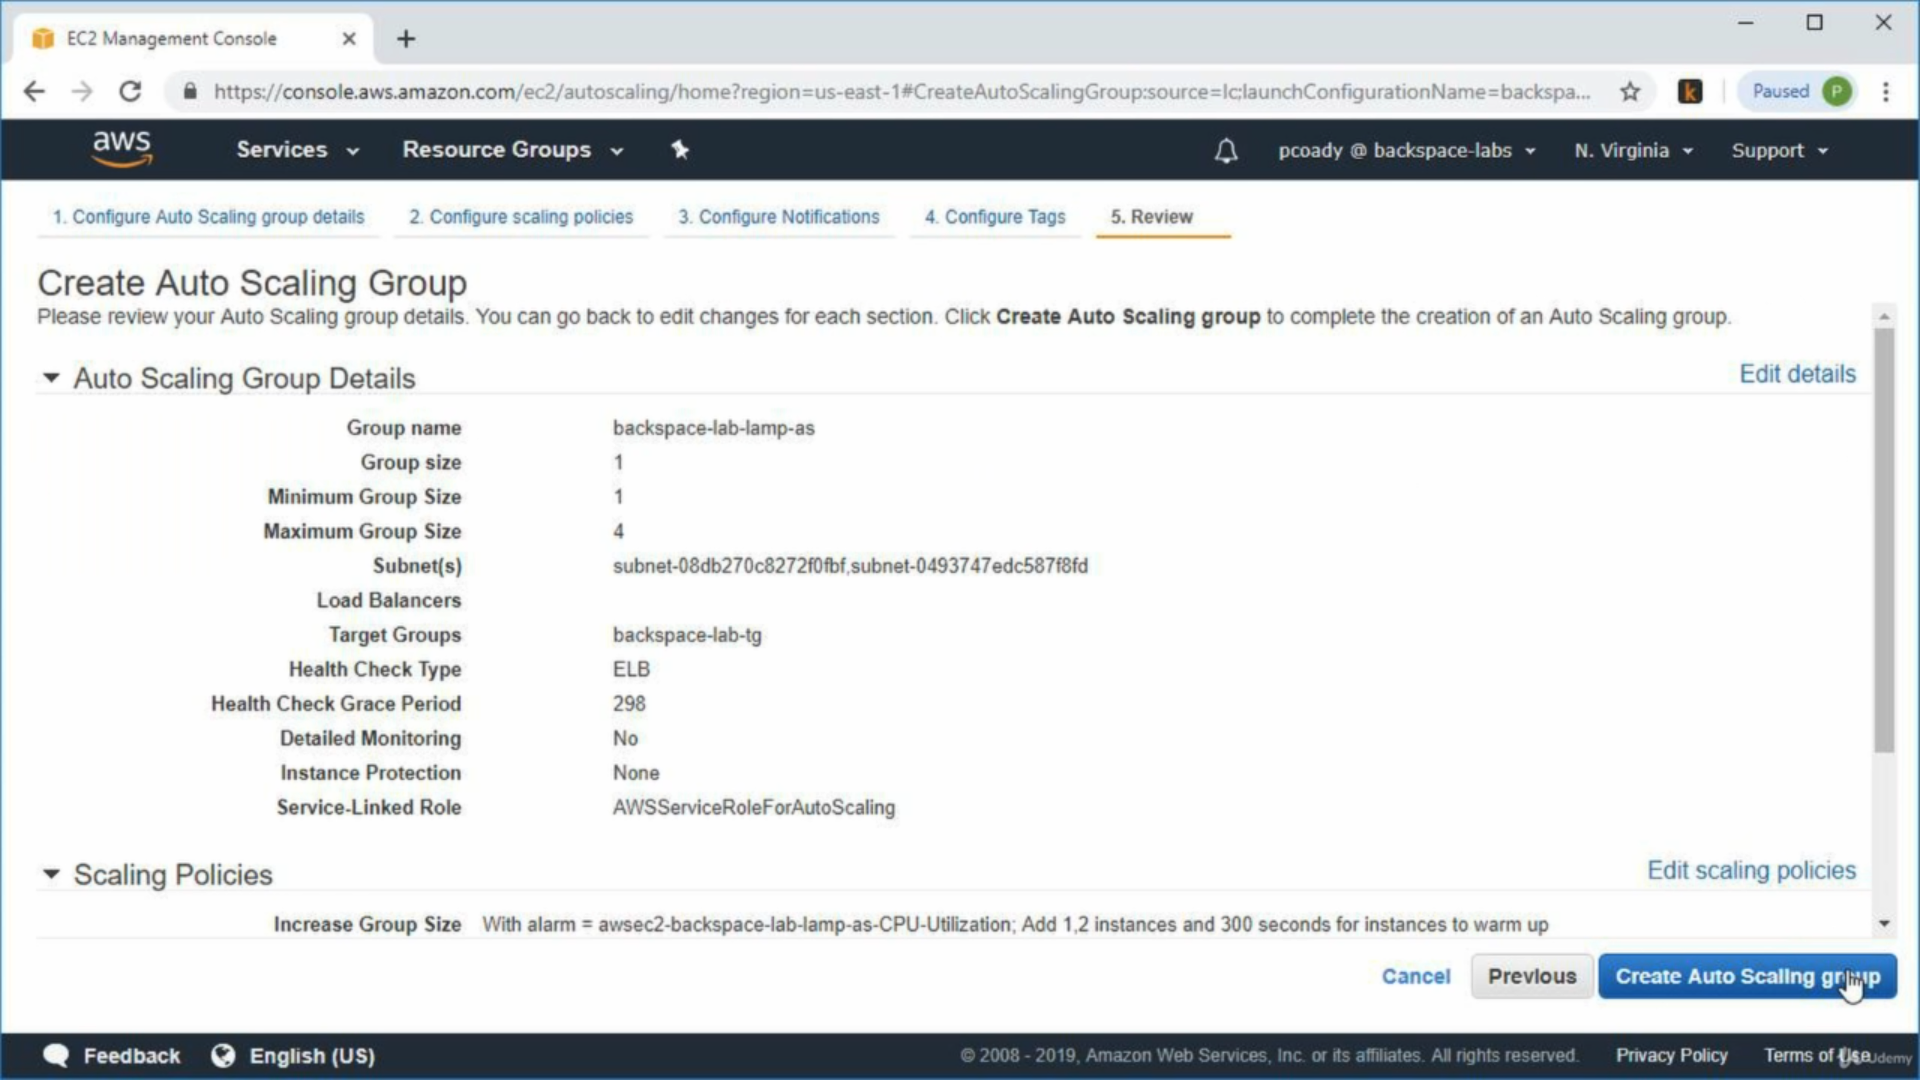 EC2 Management Console
https://console.aws.amazon.com/ec2/autoscaling/home?region=us-east-1#CreateAutoScalingGroup:source=lc;launchConfigurationName=backspa...
k
Paused P
aws Services Resource Groups pcoady @ backspace-labs N. Virginia Support
1. Configure Auto Scaling group details 2. Configure scaling policies 3. Configure Notifications 4. Configure Tags 5. Review
Create Auto Scaling Group
Please review your Auto Scaling group details. You can go back to edit changes for each section. Click Create Auto Scaling group to complete the creation of an Auto Scaling group.
Auto Scaling Group Details Edit details
Group name backspace-lab-lamp-as
Group size 1
Minimum Group Size 1
Maximum Group Size 4
Subnet(s) subnet-08db270c8272f0fbf,subnet-0493747edc587f8fd
Load Balancers
Target Groups backspace-lab-tg
Health Check Type ELB
Health Check Grace Period 298
Detailed Monitoring No
Instance Protection None
Service-Linked Role AWSServiceRoleForAutoScaling
Scaling Policies Edit scaling policies
Increase Group Size With alarm = awsec2-backspace-lab-lamp-as-CPU-Utilization; Add 1,2 instances and 300 seconds for instances to warm up
Cancel Previous Create Auto Scaling group
Feedback English (US) © 2008 - 2019, Amazon Web Services, Inc. or its affiliates. All rights reserved. Privacy Policy Terms of Use
Udemy